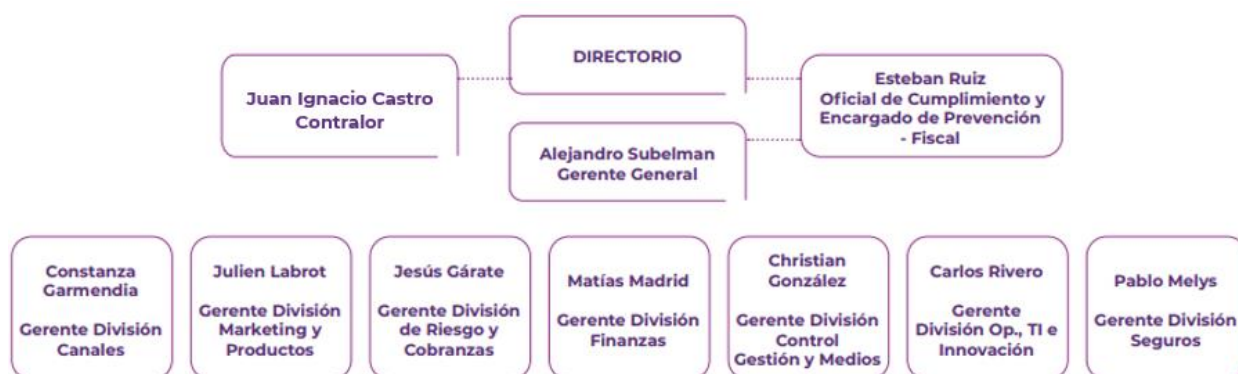 DIRECTORIO
Juan Ignacio Castro
Contralor
Esteban Ruiz
Oficial de Cumplimiento y
Encargado de Prevención
- Fiscal
Alejandro Subelman
Gerente General
Constanza
Garmendia
Gerente División
Canales
Julien Labrot
Gerente División
Marketing y
Productos
Jesús Gárate
Gerente División
de Riesgo y
Cobranzas
Matías Madrid
Gerente División
Finanzas
Christian
González
Gerente División
Control
Gestión y Medios
Carlos Rivero
Gerente
División Op., TI e
Innovación
Pablo Melys
Gerente División
Seguros